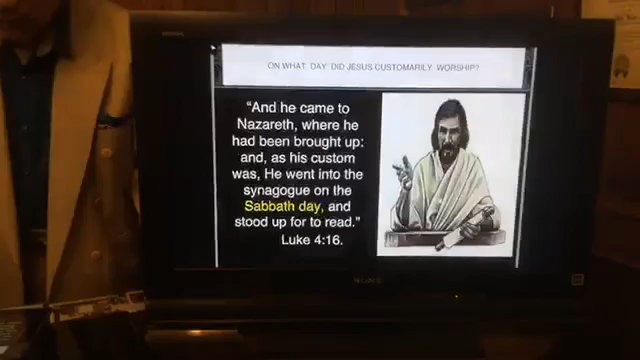 ON WHAT DAY DID JESUS CUSTOMARILY WORSHIP?
“And he came to
Nazareth, where he
had been brought up:
and, as his custom
was, He went into the
synagogue on the
Sabbath day, and
stood up for to read.”
Luke 4:16.
SONY